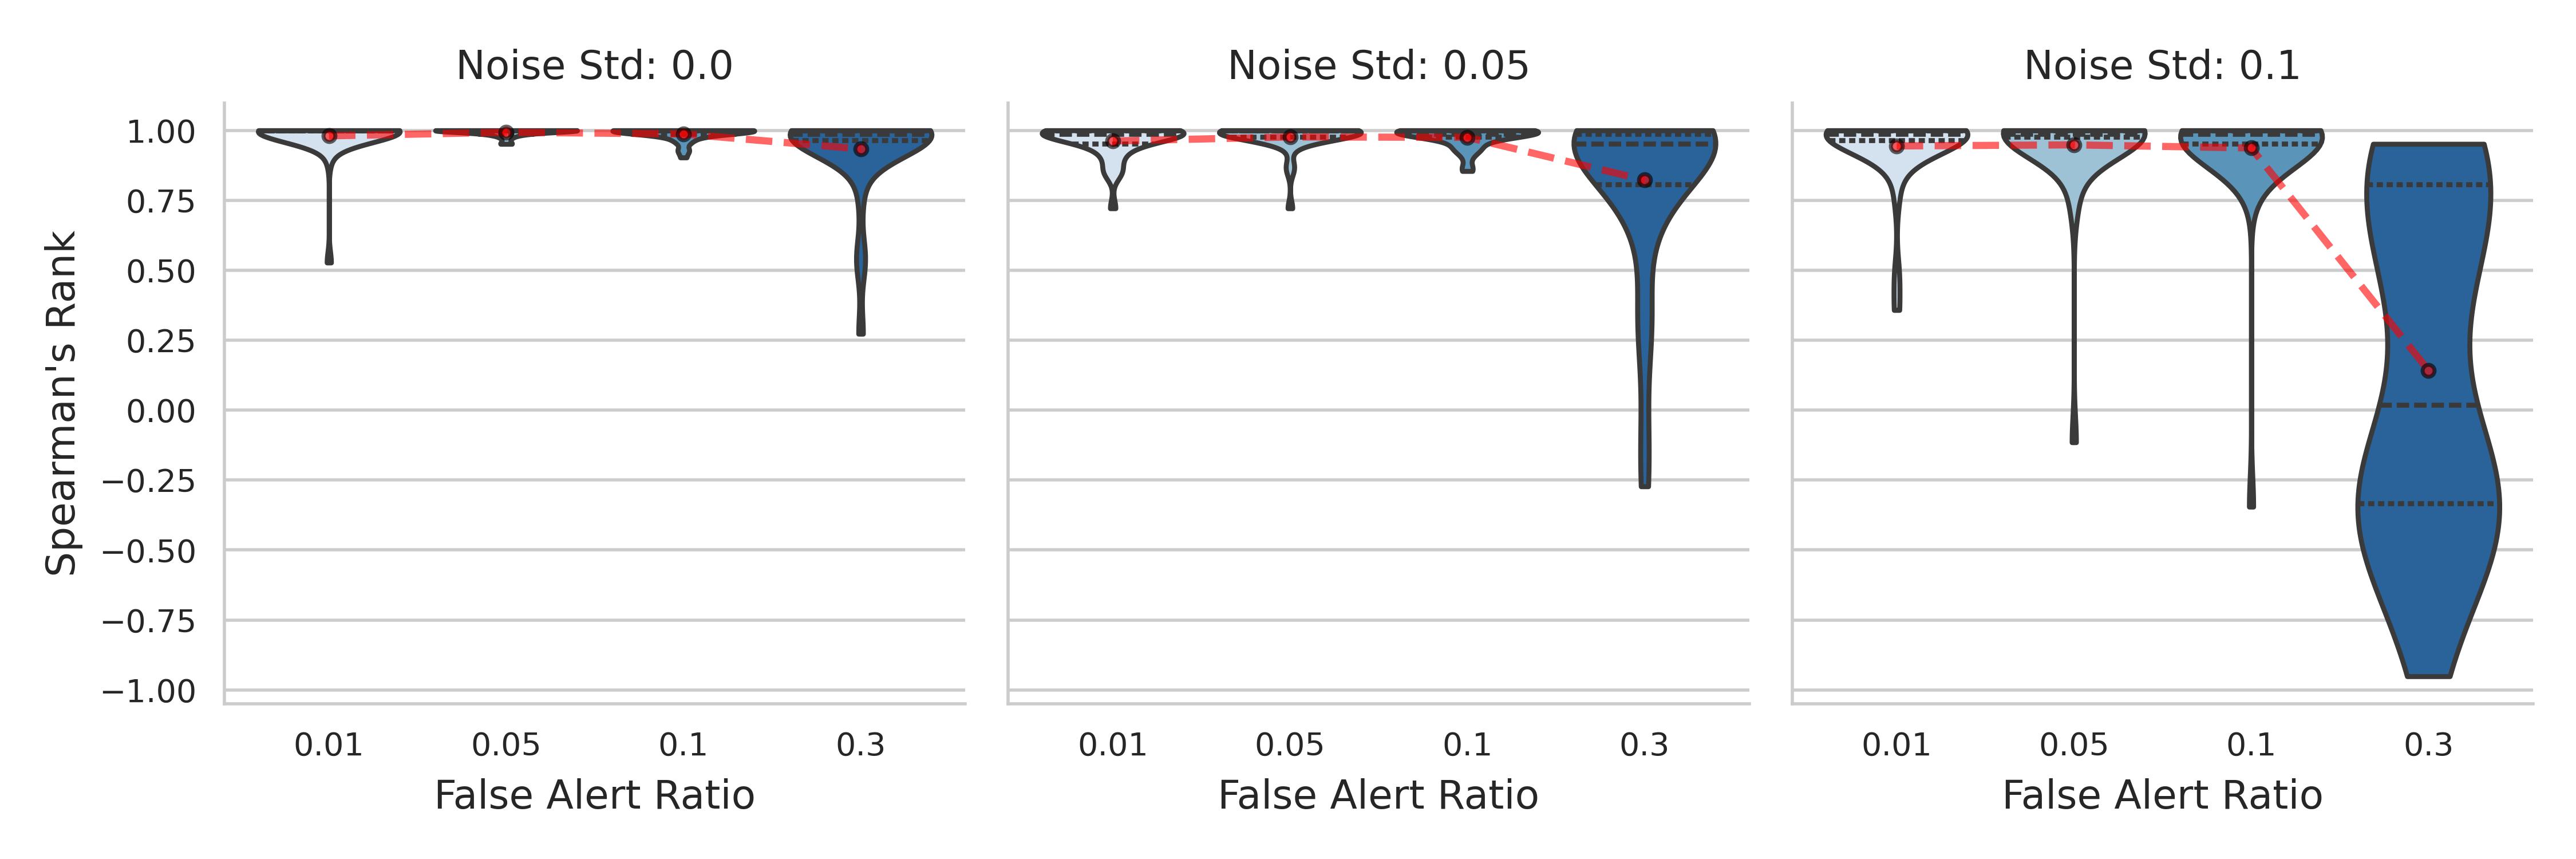 Noise Std: 0.0
Noise Std: 0.05
Noise Std: 0.1
Spearman's Rank
1.00
0.75
0.50
0.25
0.00
−0.25
−0.50
−0.75
−1.00
0.01 0.05 0.1 0.3
0.01 0.05 0.1 0.3
0.01 0.05 0.1 0.3
False Alert Ratio
False Alert Ratio
False Alert Ratio